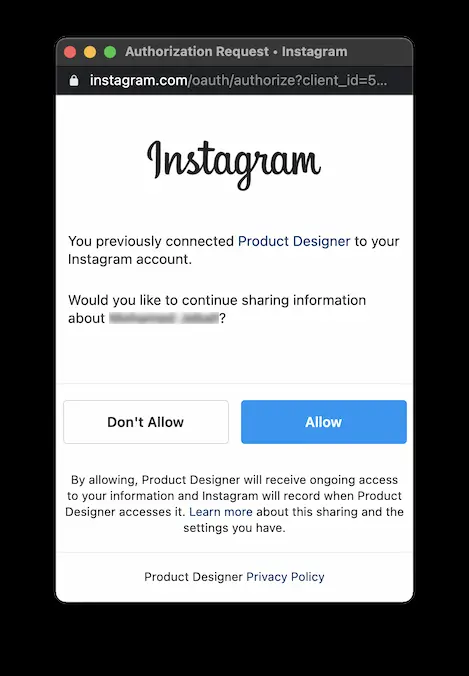 Authorization Request • Instagram
instagram.com/oauth/authorize?client_id=5...
Instagram
You previously connected Product Designer to your
Instagram account.
Would you like to continue sharing information
about ?
Don't Allow
Allow
By allowing, Product Designer will receive ongoing access
to your information and Instagram will record when Product
Designer accesses it. Learn more about this sharing and the
settings you have.
Product Designer Privacy Policy